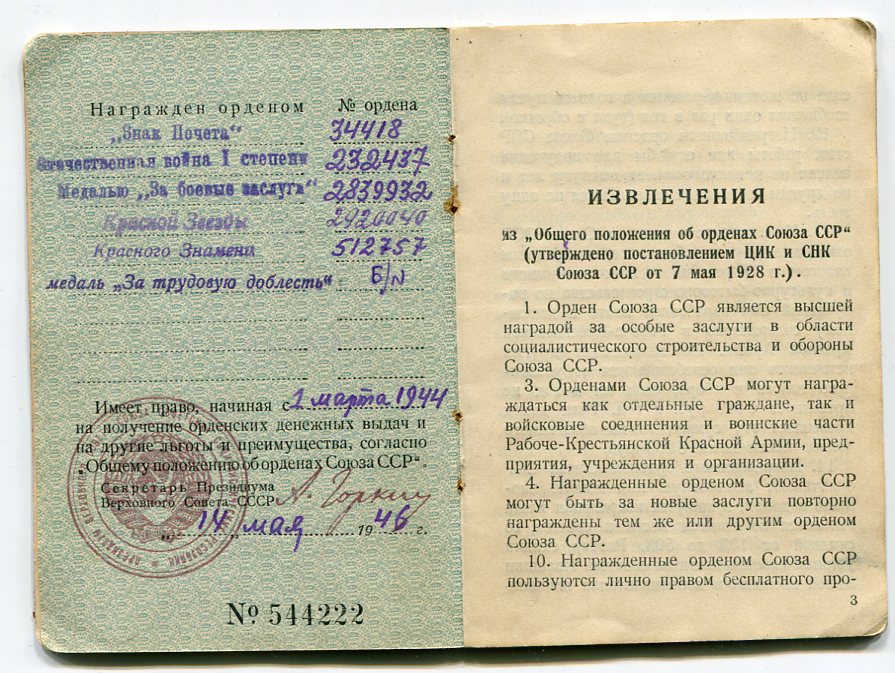 Награжден орденом № ордена
„Знак Почета“ 34418
Отечественная война I степени 232437
Медалью „За боевые заслуги“ 2839932
Красной Звезды 2920040
Красного Знамени 512757
медаль „За трудовую доблесть“ Б/N
Имеет право, начиная с 1 марта 1944
на получение орденских денежных выдач и
на другие льготы и преимущества, согласно
„Общему положению об орденах Союза ССР“.
Секретарь Президиума
Верховного Совета СССР А. Горкин
„14“ мая 1946 г.
№ 544222
ИЗВЛЕЧЕНИЯ
из „Общего положения об орденах Союза ССР“
(утверждено постановлением ЦИК и СНК
Союза ССР от 7 мая 1928 г.).
1. Орден Союза ССР является высшей
наградой за особые заслуги в области
социалистического строительства и обороны
Союза ССР.
3. Орденами Союза ССР могут награ-
ждаться как отдельные граждане, так и
войсковые соединения и воинские части
Рабоче-Крестьянской Красной Армии, пред-
приятия, учреждения и организации.
4. Награжденные орденом Союза ССР
могут быть за новые заслуги повторно
награждены тем же или другим орденом
Союза ССР.
10. Награжденные орденом Союза ССР
пользуются лично правом бесплатного про-
3